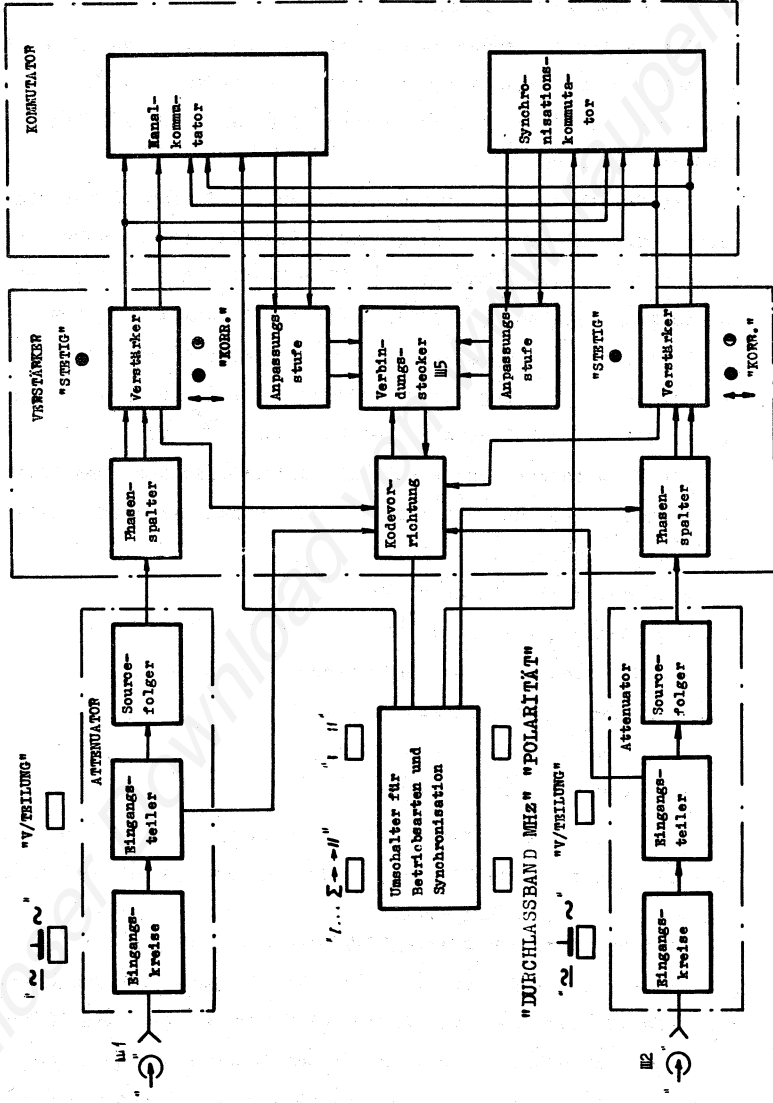 KOMMUTATOR
Kanal-
kommu-
tator
Synchro-
nisations-
kommuta-
tor
VERSTÄRKER
"STETIG"
Verstärker
"KORR."
Anpassungs-
stufe
Verbin-
dungs-
stecker
Ш5
Anpassungs-
stufe
"STETIG"
Verstärker
"KORR."
Phasen-
spalter
Kodevor-
richtung
Phasen-
spalter
ATTENUATOR
Source-
folger
Eingangs-
teiler
Eingangs-
kreise
"V/TEILUNG"
"~ ⊥ ~"
Ш1
"I II"
Umschalter für
Betriebsarten und
Synchronisation
"I... Σ →→II"
"DURCHLASSBAND MHz" "POLARITÄT"
Attenuator
Source-
folger
Eingangs-
teiler
Eingangs-
kreise
"V/TEILUNG"
"~ ⊥ ~"
Ш2